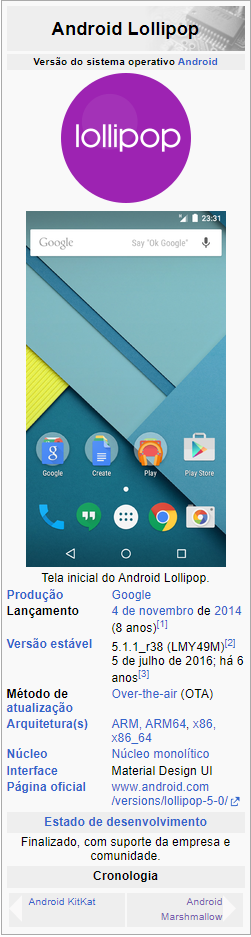 Android Lollipop
Versão do sistema operativo Android
lollipop
23:31
Google
Say "Ok Google"
Google
Create
Play
Play Store
Tela inicial do Android Lollipop.
Produção Google
Lançamento 4 de novembro de 2014
(8 anos)[1]
Versão estável 5.1.1_r38 (LMY49M)[2]
5 de julho de 2016; há 6
anos[3]
Método de Over-the-air (OTA)
atualização
Arquitetura(s) ARM, ARM64, x86,
x86_64
Núcleo Núcleo monolítico
Interface Material Design UI
Página oficial www.android.com
/versions/lollipop-5-0/
Estado de desenvolvimento
Finalizado, com suporte da empresa e
comunidade.
Cronologia
Android KitKat Android
Marshmallow